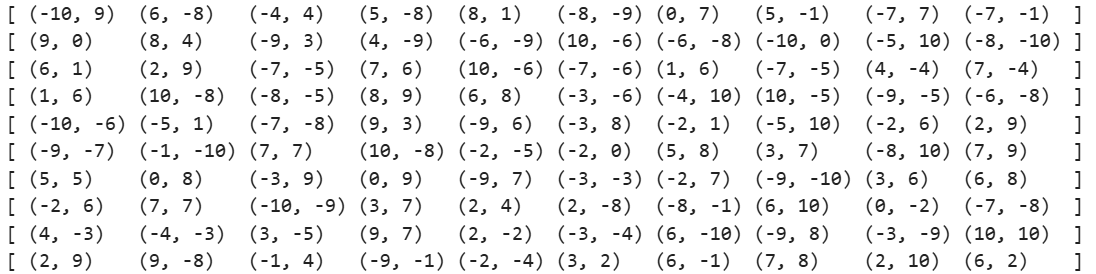 [ (-10, 9) (6, -8) (-4, 4) (5, -8) (8, 1) (-8, -9) (0, 7) (5, -1) (-7, 7) (-7, -1) ]
[ (9, 0) (8, 4) (-9, 3) (4, -9) (-6, -9) (10, -6) (-6, -8) (-10, 0) (-5, 10) (-8, -10) ]
[ (6, 1) (2, 9) (-7, -5) (7, 6) (10, -6) (-7, -6) (1, 6) (-7, -5) (4, -4) (7, -4) ]
[ (1, 6) (10, -8) (-8, -5) (8, 9) (6, 8) (-3, -6) (-4, 10) (10, -5) (-9, -5) (-6, -8) ]
[ (-10, -6) (-5, 1) (-7, -8) (9, 3) (-9, 6) (-3, 8) (-2, 1) (-5, 10) (-2, 6) (2, 9) ]
[ (-9, -7) (-1, -10) (7, 7) (10, -8) (-2, -5) (-2, 0) (5, 8) (3, 7) (-8, 10) (7, 9) ]
[ (5, 5) (0, 8) (-3, 9) (0, 9) (-9, 7) (-3, -3) (-2, 7) (-9, -10) (3, 6) (6, 8) ]
[ (-2, 6) (7, 7) (-10, -9) (3, 7) (2, 4) (2, -8) (-8, -1) (6, 10) (0, -2) (-7, -8) ]
[ (4, -3) (-4, -3) (3, -5) (9, 7) (2, -2) (-3, -4) (6, -10) (-9, 8) (-3, -9) (10, 10) ]
[ (2, 9) (9, -8) (-1, 4) (-9, -1) (-2, -4) (3, 2) (6, -1) (7, 8) (2, 10) (6, 2) ]